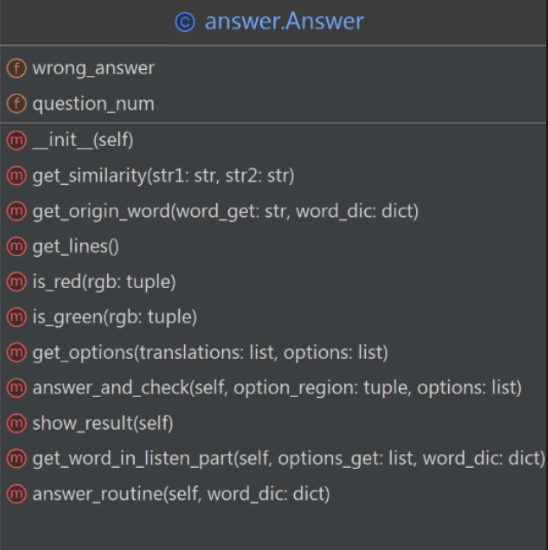 © answer.Answer
f wrong_answer
f question_num
m __init__(self)
m get_similarity(str1: str, str2: str)
m get_origin_word(word_get: str, word_dic: dict)
m get_lines()
m is_red(rgb: tuple)
m is_green(rgb: tuple)
m get_options(translations: list, options: list)
m answer_and_check(self, option_region: tuple, options: list)
m show_result(self)
m get_word_in_listen_part(self, options_get: list, word_dic: dict)
m answer_routine(self, word_dic: dict)